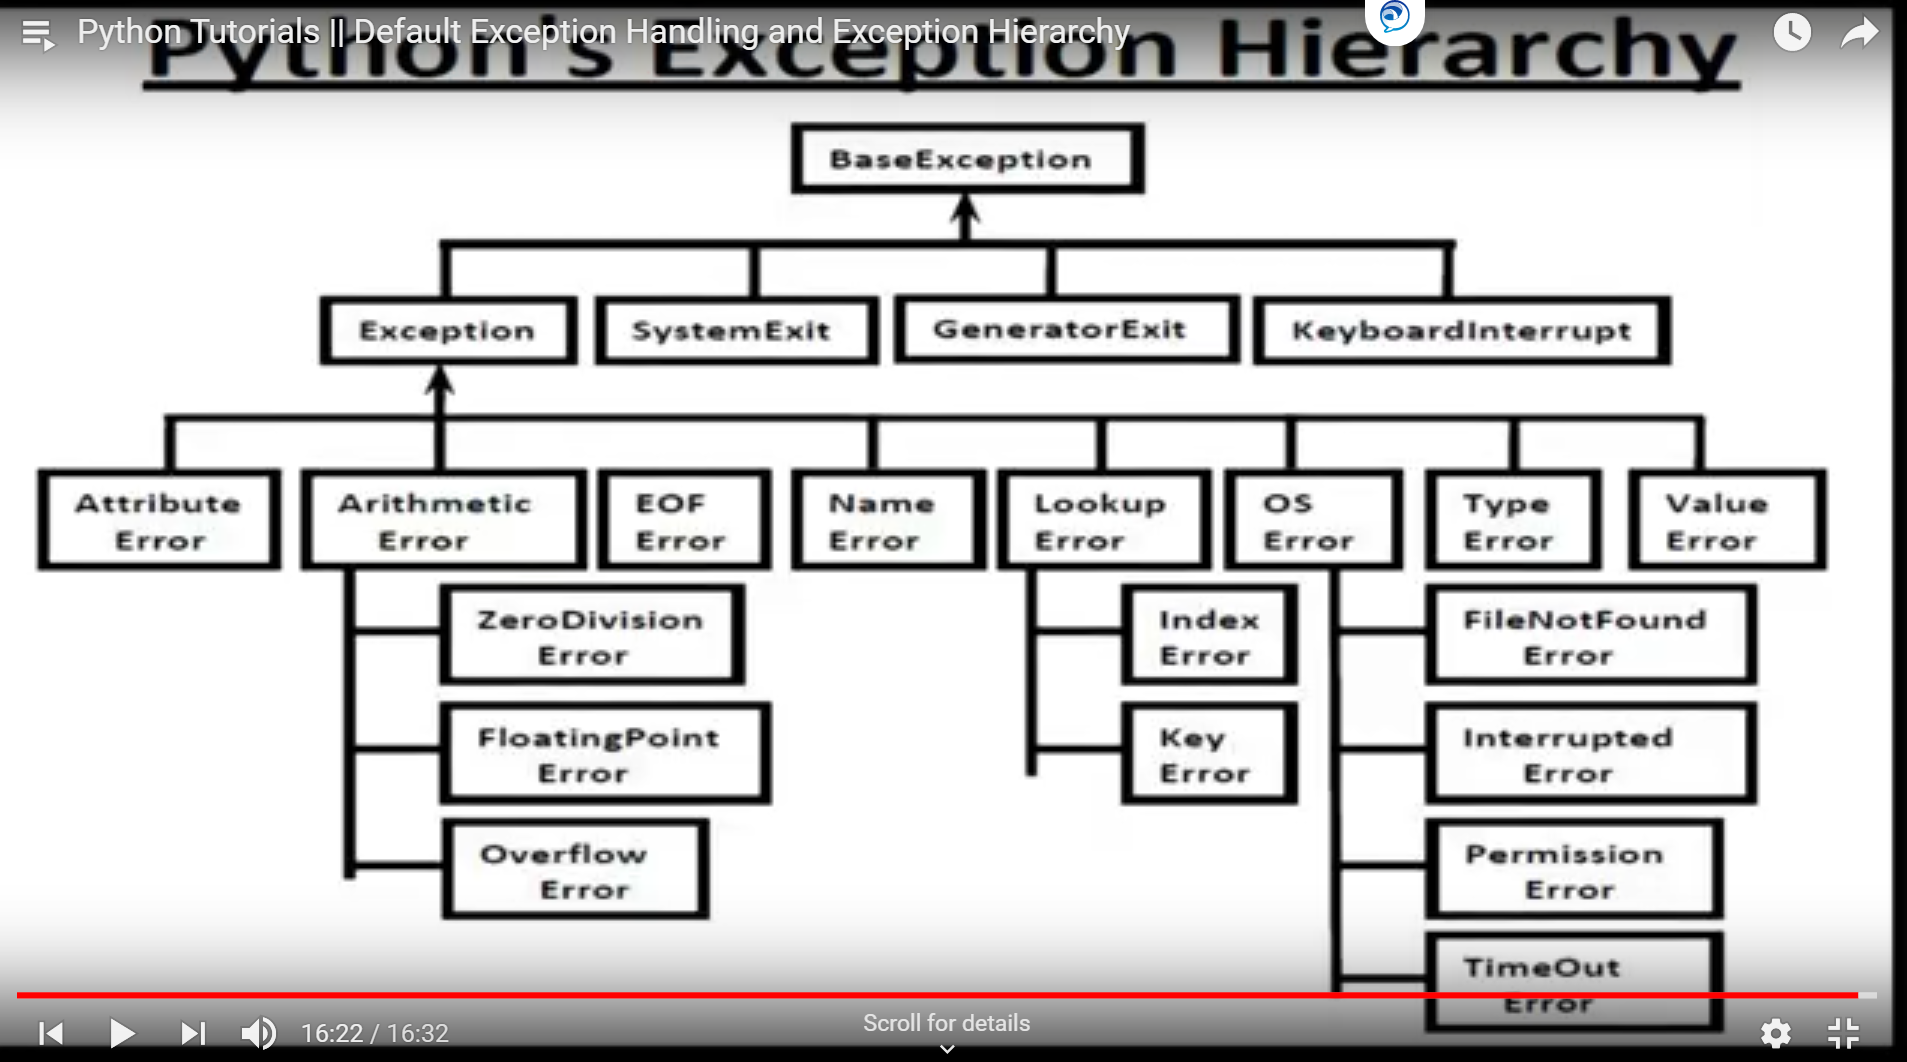 Python Tutorials || Default Exception Handling and Exception Hierarchy
Python's Exception Hierarchy
BaseException
Exception
SystemExit
GeneratorExit
KeyboardInterrupt
Attribute
Error
Arithmetic
Error
EOF
Error
Name
Error
Lookup
Error
OS
Error
Type
Error
Value
Error
ZeroDivision
Error
FloatingPoint
Error
Overflow
Error
Index
Error
Key
Error
FileNotFound
Error
Interrupted
Error
Permission
Error
TimeOut
Error
16:22 / 16:32
Scroll for details